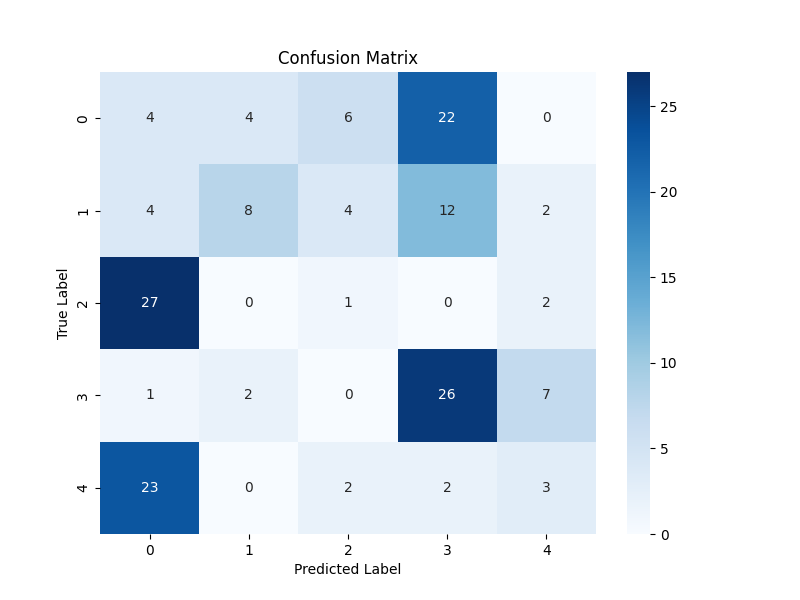 Confusion Matrix
True Label
0 4 4 6 22 0
1 4 8 4 12 2
2 27 0 1 0 2
3 1 2 0 26 7
4 23 0 2 2 3
0 1 2 3 4
Predicted Label
25
20
15
10
5
0